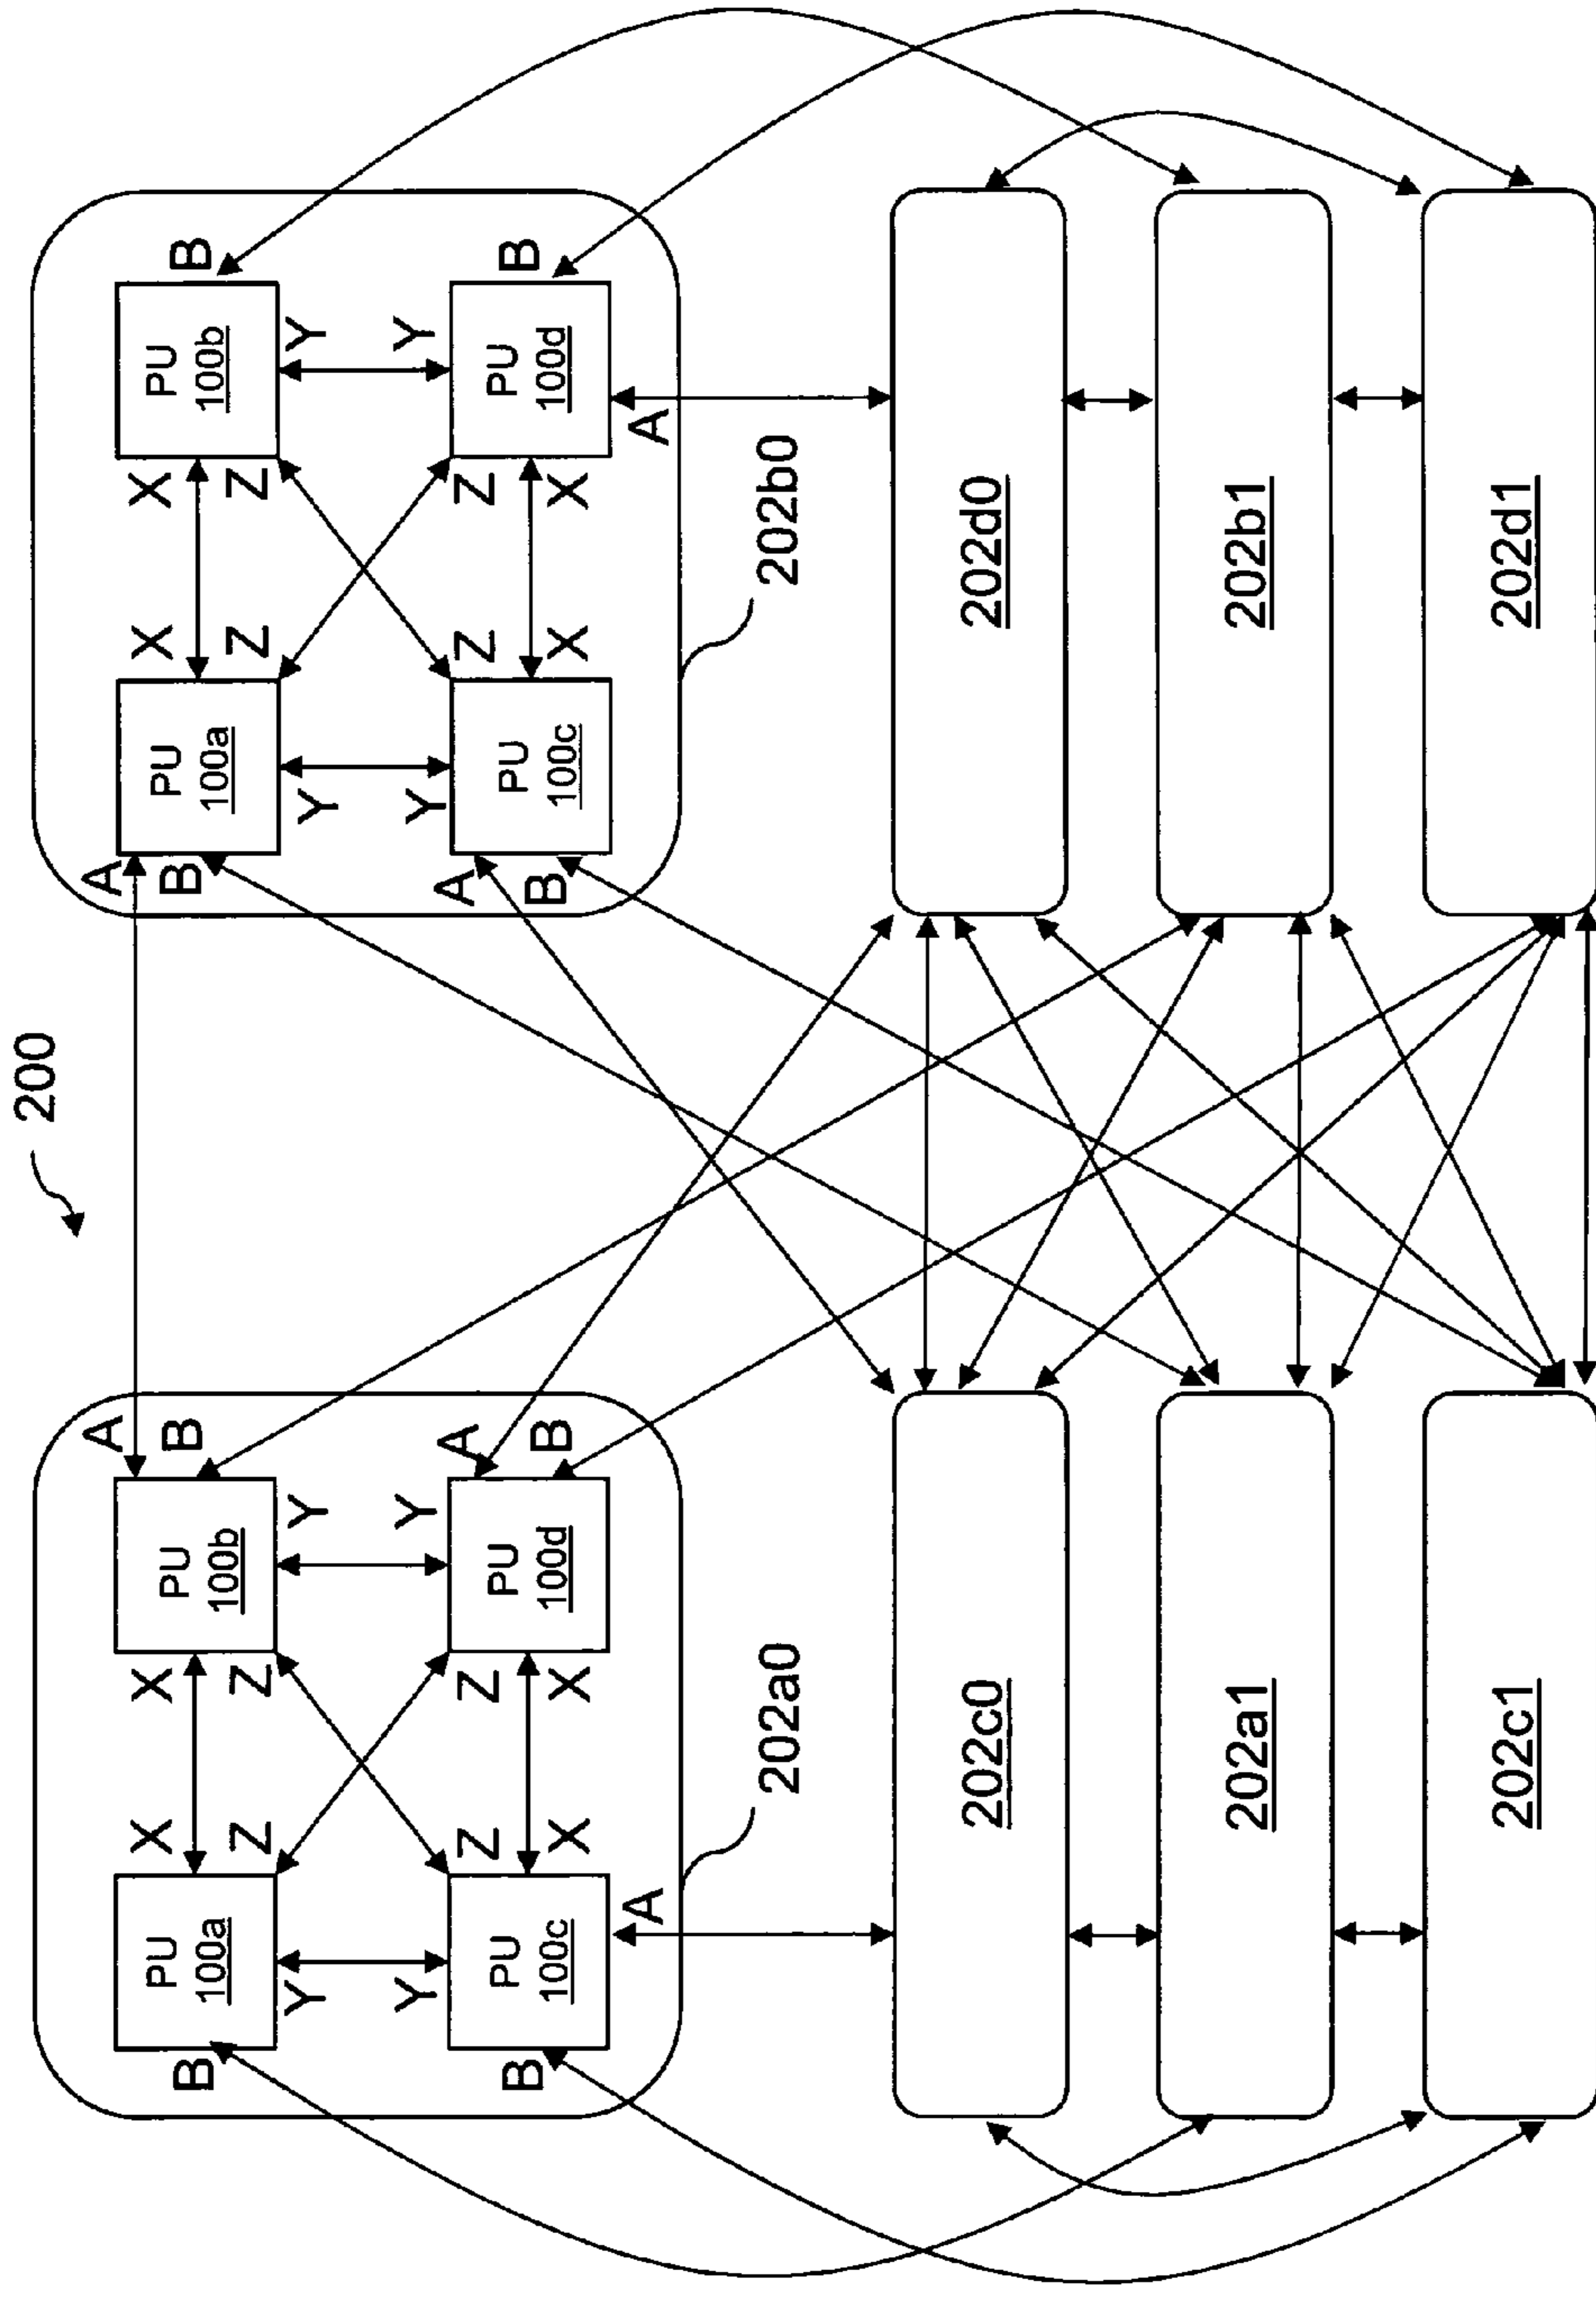 200
A A
X X X X
B PU PU B B PU PU B
100a 100b 100a 100b
Z Z Z Z
Y Y Y Y
Y Y Y Y
A A
Z Z Z Z
B PU PU B B PU PU B
100c 100d 100c 100d
X X X X
A A
202a0 202b0
202c0 202d0
202a1 202b1
202c1 202d1